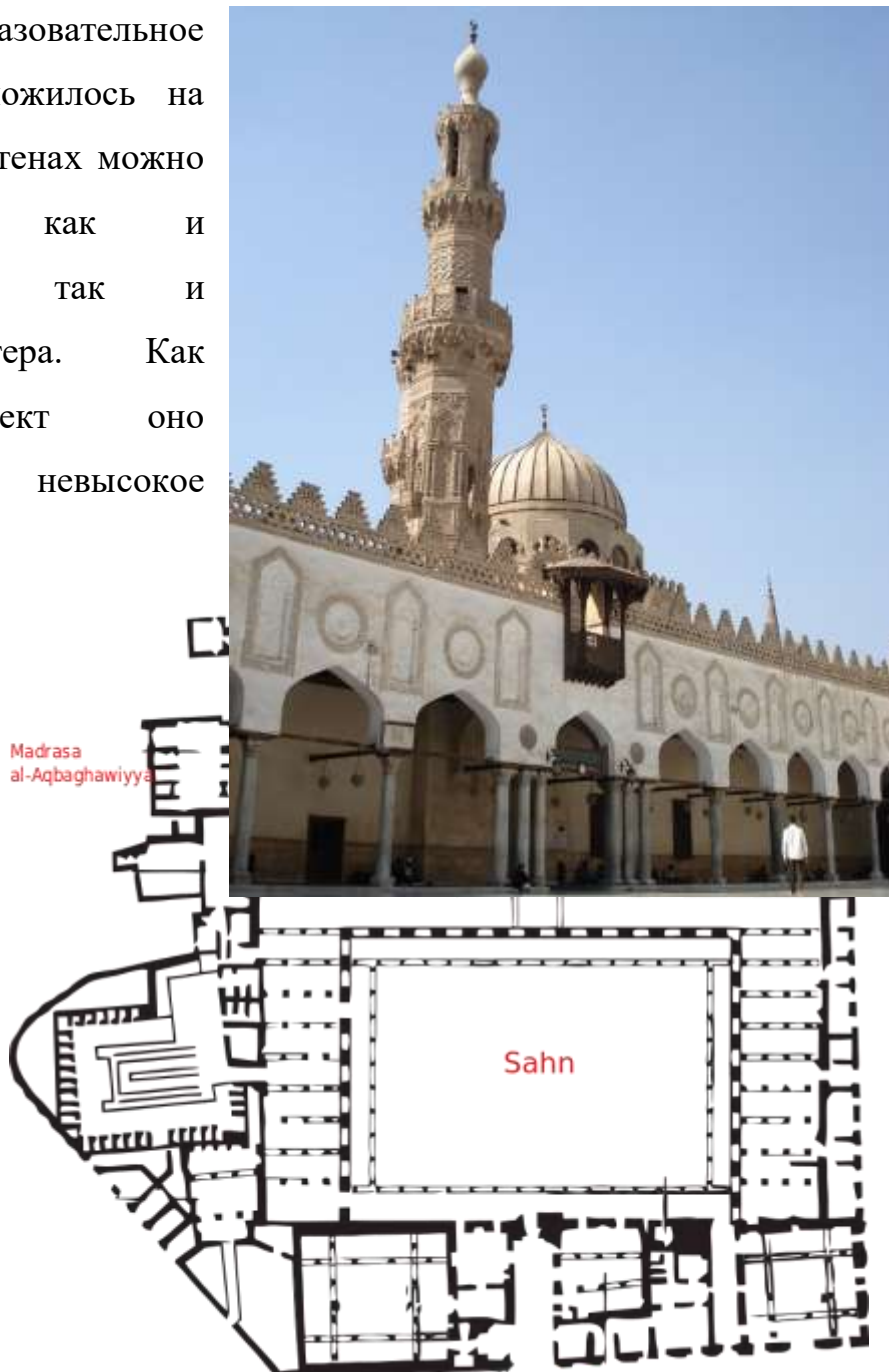 азовательное
ожилось на
тенах можно
как и
так и
тера. Как
ект оно
невысокое
Madrasa
al-Aqbaghawiyya
Sahn